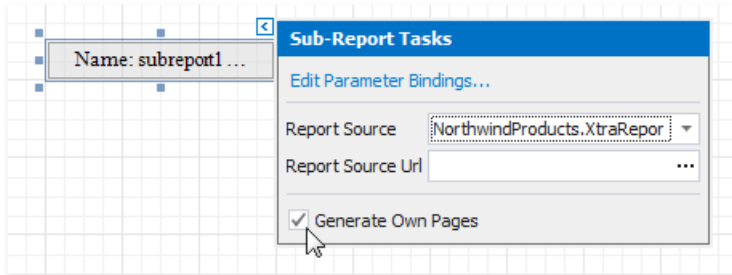 Name: subreport1 ...
Sub-Report Tasks
Edit Parameter Bindings...
Report Source NorthwindProducts.XtraRepor
Report Source Url ...
Generate Own Pages